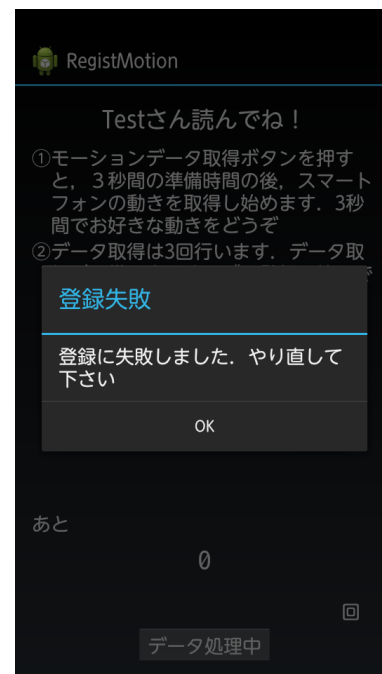 RegistMotion
Testさん読んでね！
①モーションデータ取得ボタンを押す
と，３秒間の準備時間の後，スマート
フォンの動きを取得し始めます．3秒
間でお好きな動きをどうぞ
②データ取得は3回行います．データ取
登録失敗
登録に失敗しました．やり直して
下さい
OK
あと
0
回
データ処理中